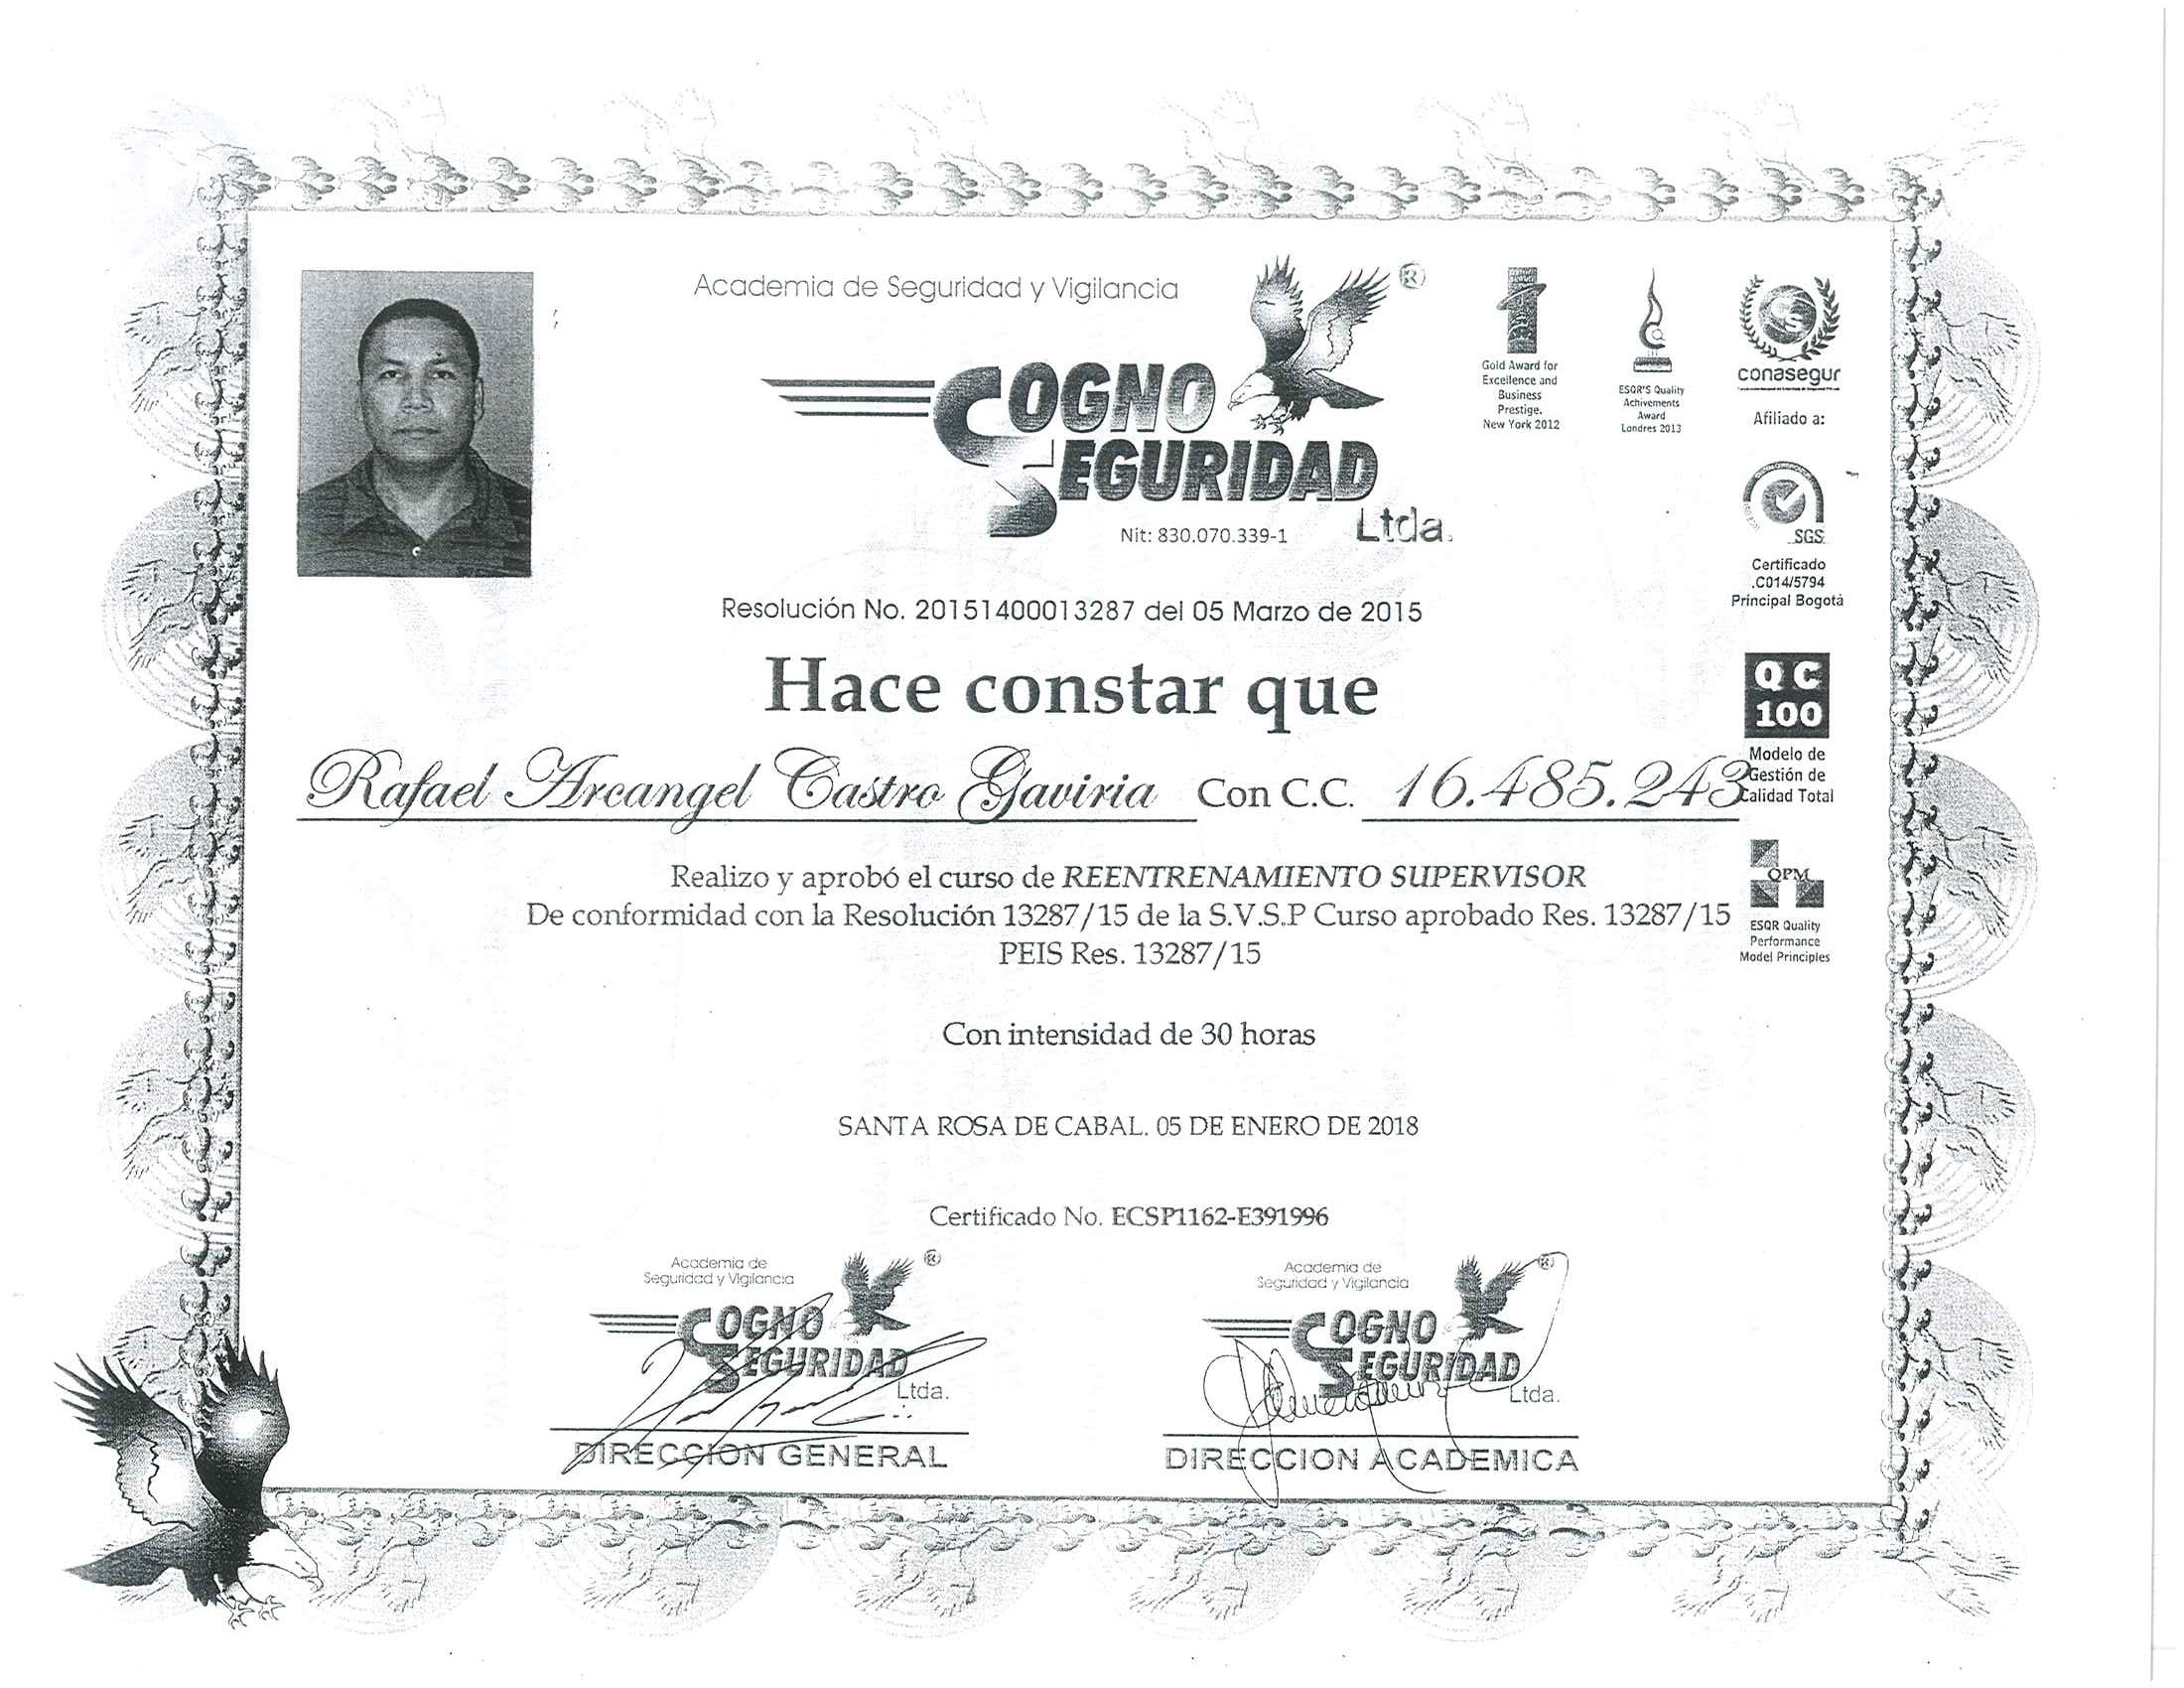 Academia de Seguridad y Vigilancia
®
COGNO
SEGURIDAD
Ltda.
Nit: 830.070.339-1
Gold Award for
Excellence and
Business
Prestige.
New York 2012
ESQR'S Quality
Achivements
Award
Londres 2013
conasegur
Afiliado a:
SGS
Certificado
.C014/5794
Principal Bogotá
Resolución No. 20151400013287 del 05 Marzo de 2015
Hace constar que
QC
100
Modelo de
Gestión de
Calidad Total
Rafael Arcangel Castro Gaviria Con C.C. 16.485.243
Realizo y aprobó el curso de REENTRENAMIENTO SUPERVISOR
De conformidad con la Resolución 13287/15 de la S.V.S.P Curso aprobado Res. 13287/15
PEIS Res. 13287/15
QPM
ESQR Quality
Performance
Model Principles
Con intensidad de 30 horas
SANTA ROSA DE CABAL. 05 DE ENERO DE 2018
Certificado No. ECSP1162-E391996
Academia de
Seguridad y Vigilancia
®
COGNO
SEGURIDAD
Ltda.
DIRECCION GENERAL
Academia de
Seguridad y Vigilancia
®
COGNO
SEGURIDAD
Ltda.
DIRECCION ACADEMICA